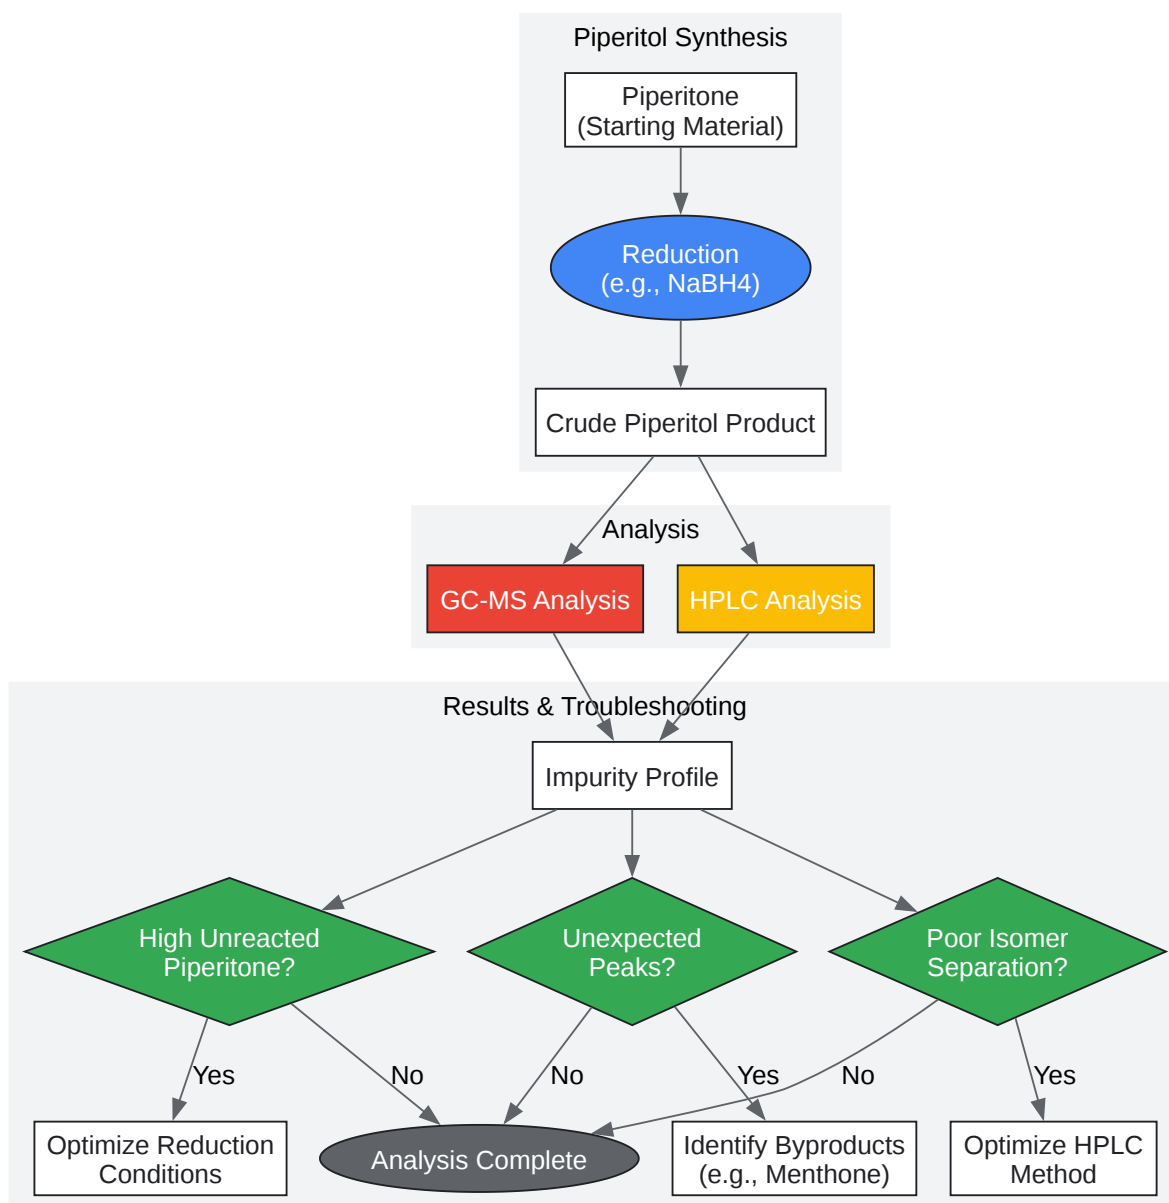 Piperitol Synthesis
Piperitone
(Starting Material)
Reduction
(e.g., NaBH4)
Crude Piperitol Product
Analysis
GC-MS Analysis
HPLC Analysis
Results & Troubleshooting
Impurity Profile
High Unreacted
Piperitone?
Unexpected
Peaks?
Poor Isomer
Separation?
Yes
No
No
Yes
No
Yes
Optimize Reduction
Conditions
Analysis Complete
Identify Byproducts
(e.g., Menthone)
Optimize HPLC
Method